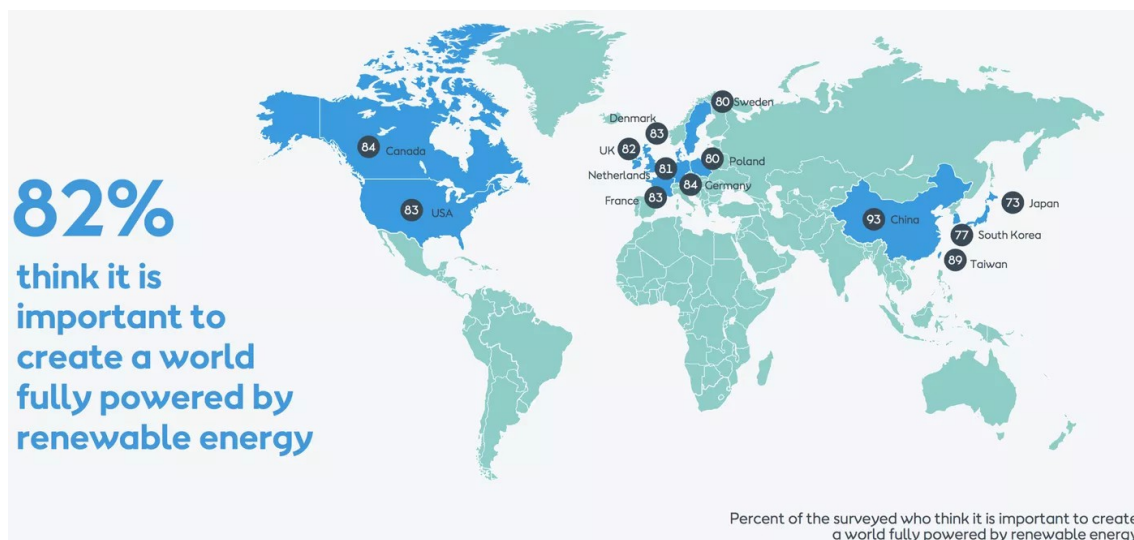 82%
think it is
important to
create a world
fully powered by
renewable energy
84 Canada
83 USA
80 Sweden
Denmark
83
UK 82
80 Poland
Netherlands 81
84 Germany
France 83
93 China
73 Japan
77 South Korea
89 Taiwan
Percent of the surveyed who think it is important to create
a world fully powered by renewable energy